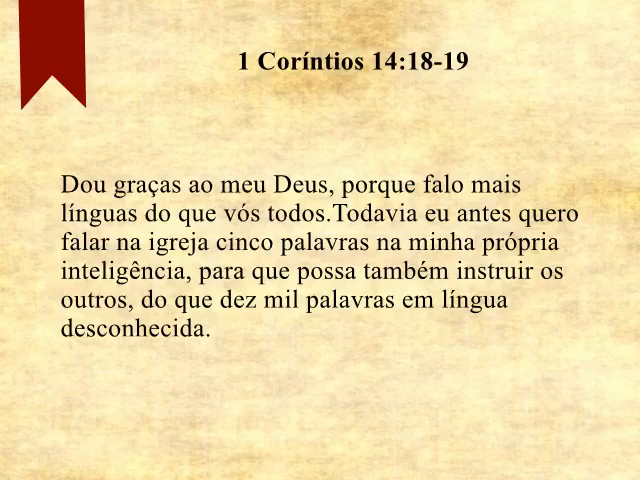 1 Coríntios 14:18-19
Dou graças ao meu Deus, porque falo mais
línguas do que vós todos.Todavia eu antes quero
falar na igreja cinco palavras na minha própria
inteligência, para que possa também instruir os
outros, do que dez mil palavras em língua
desconhecida.